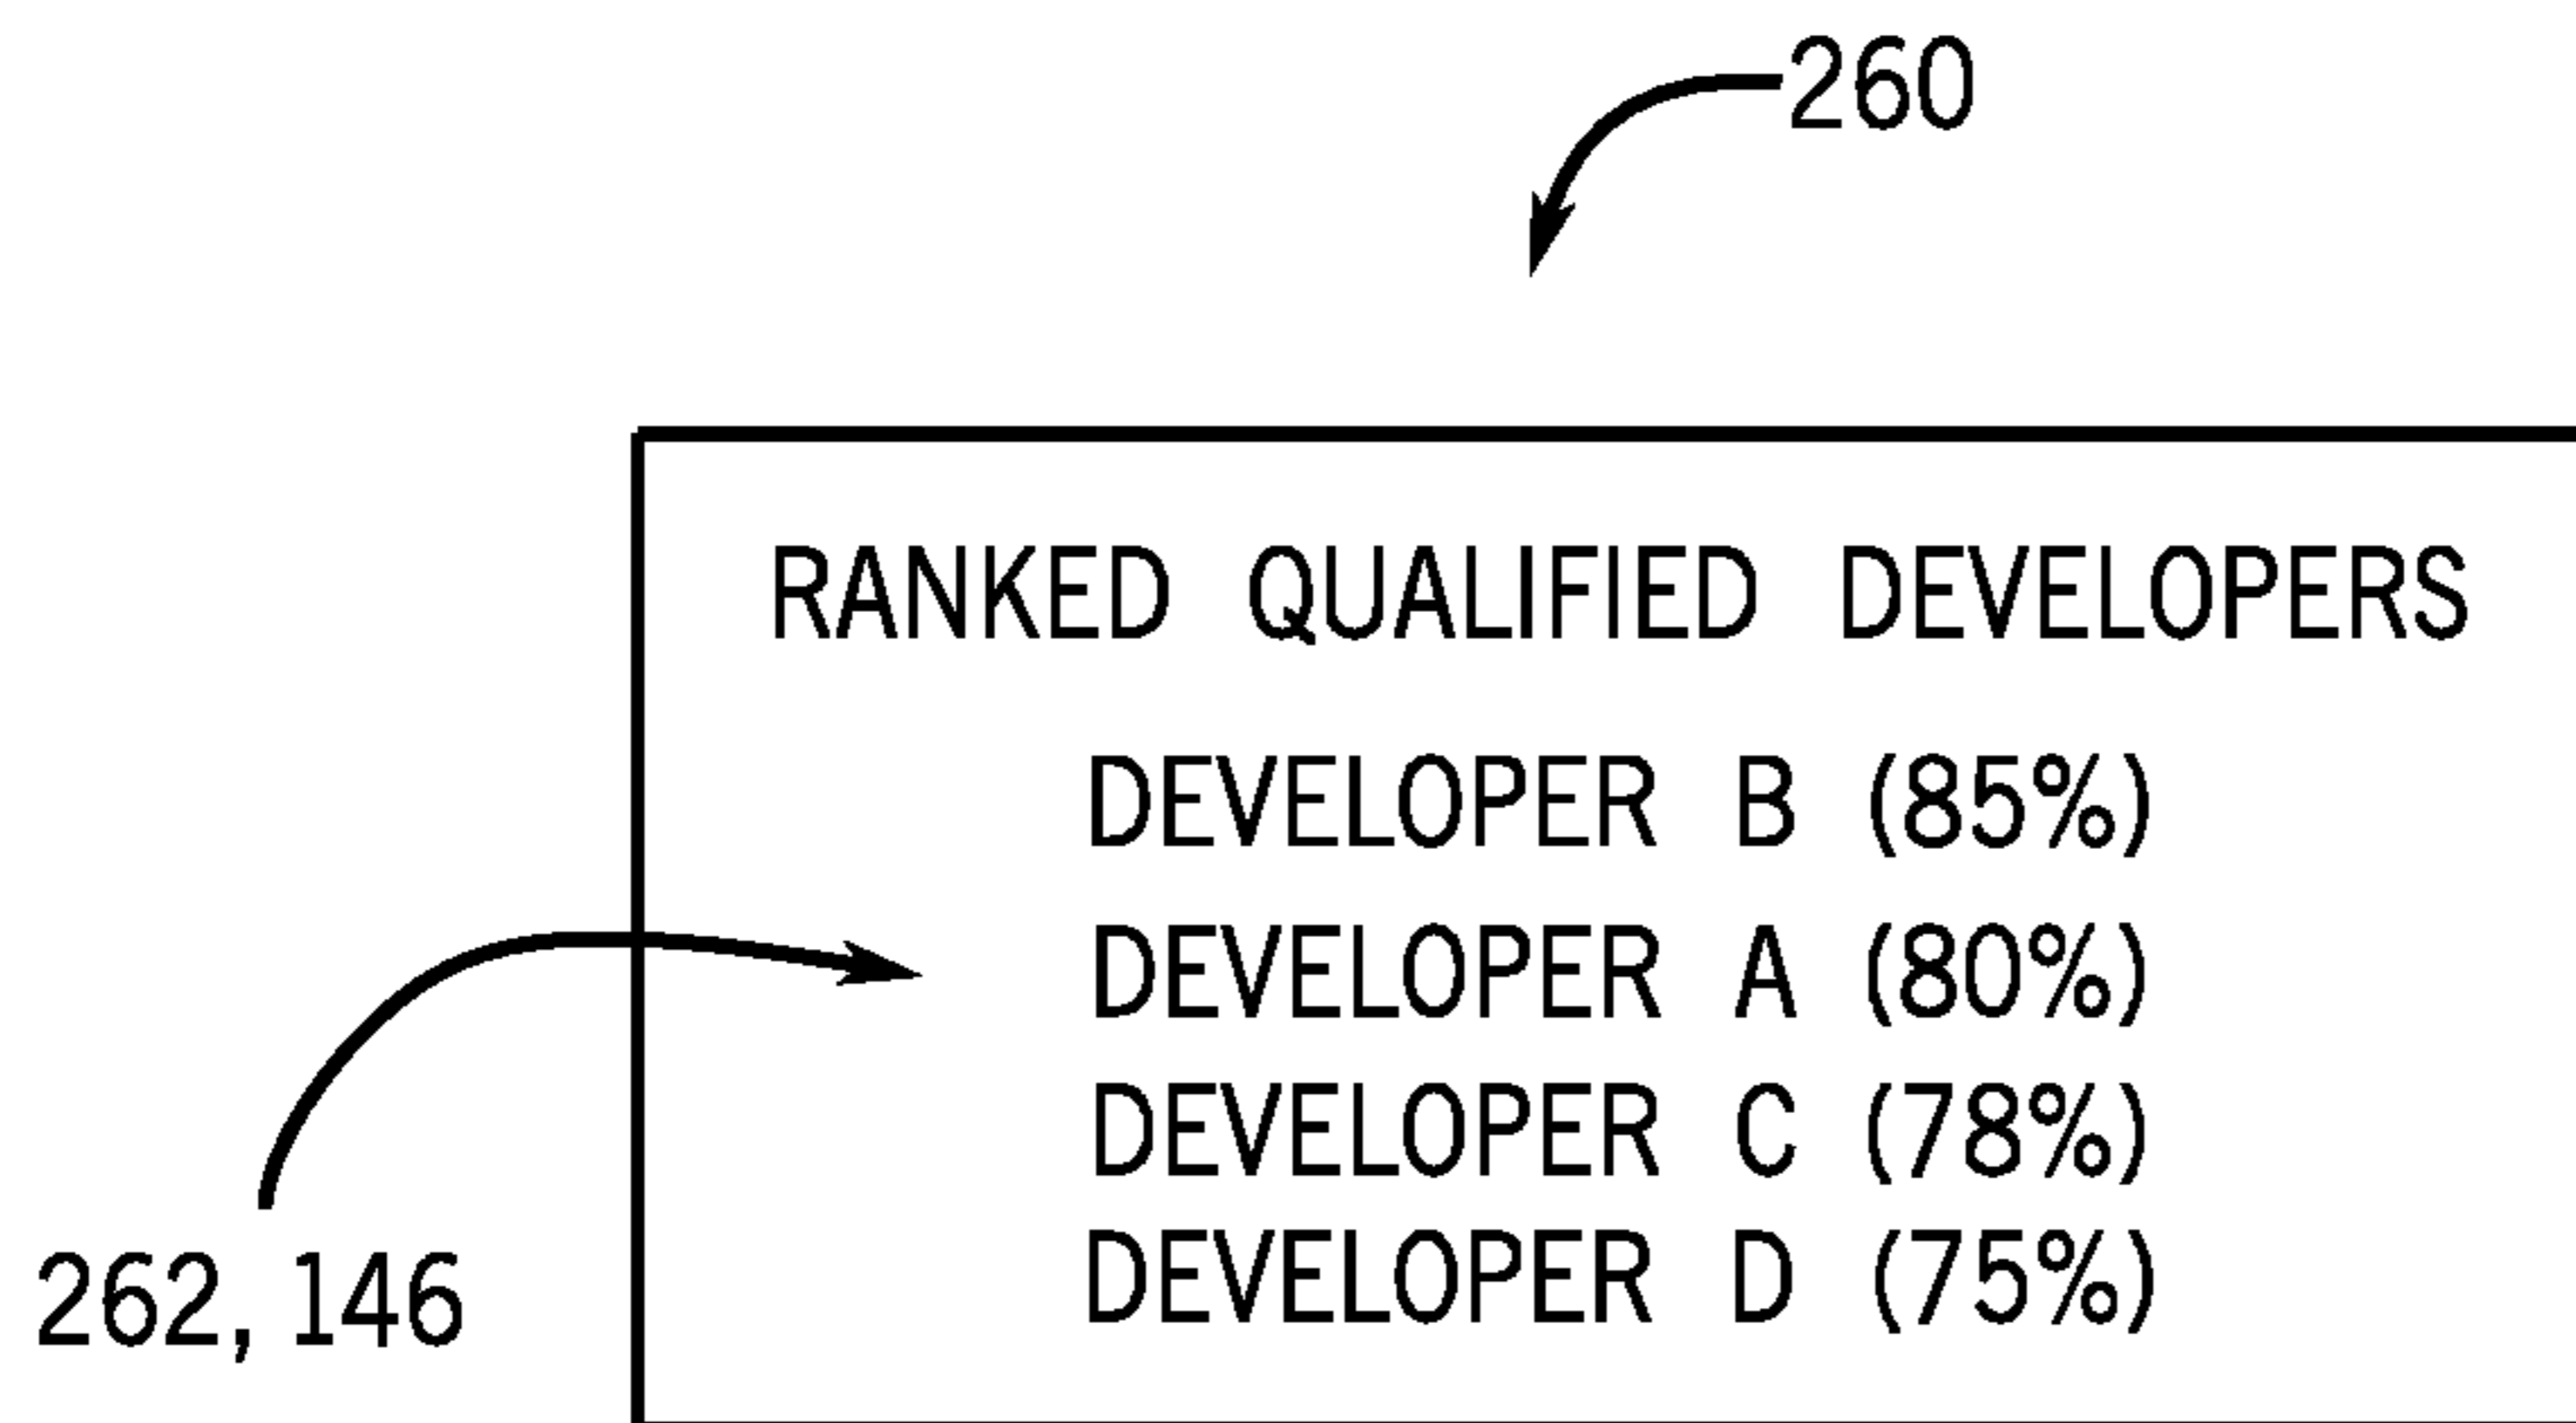 260
RANKED QUALIFIED DEVELOPERS
DEVELOPER B (85%)
DEVELOPER A (80%)
DEVELOPER C (78%)
DEVELOPER D (75%)
262, 146